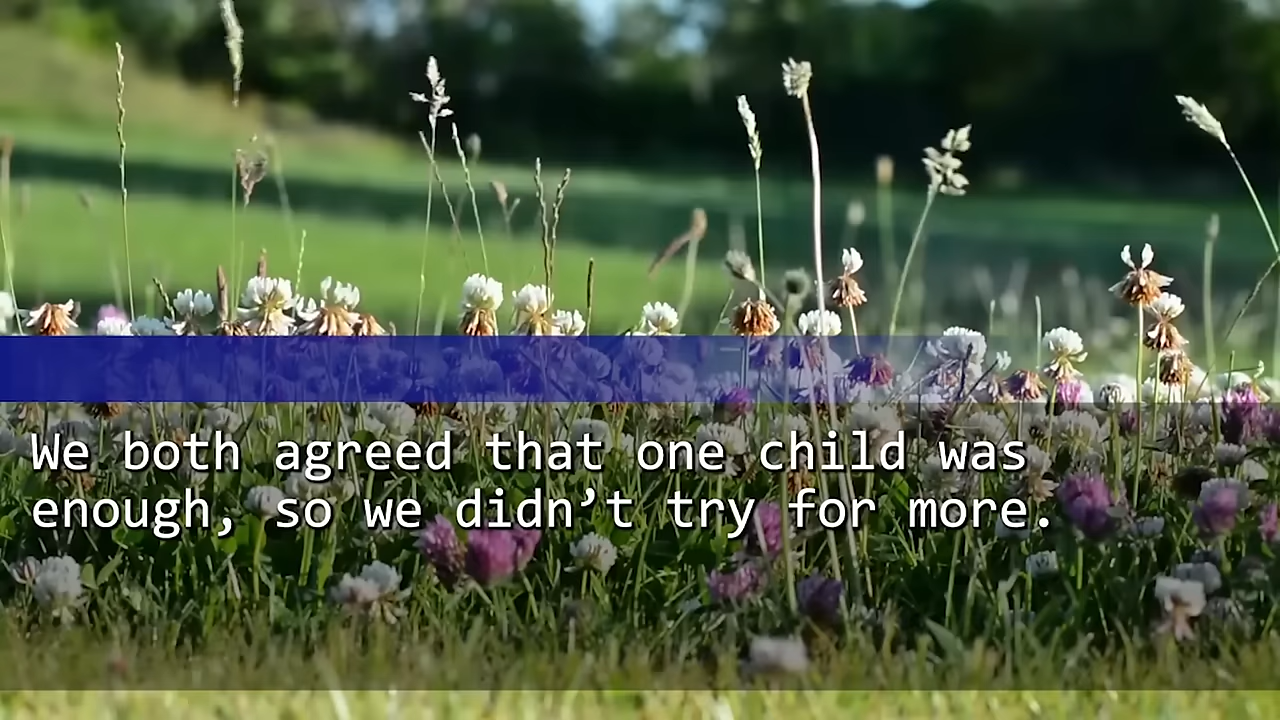 We both agreed that one child was
enough, so we didn’t try for more.